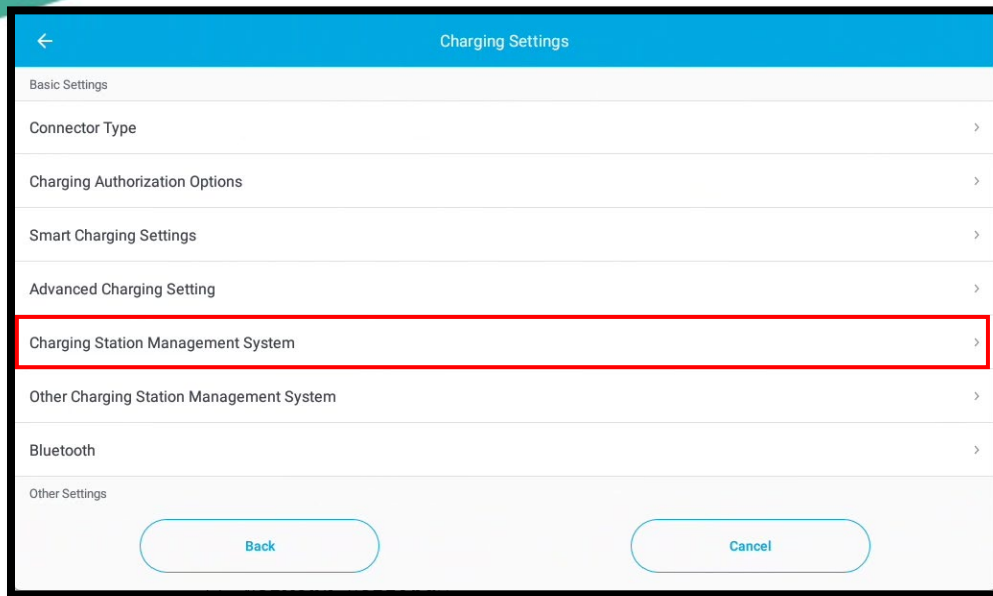 Charging Settings
Basic Settings
Connector Type
Charging Authorization Options
Smart Charging Settings
Advanced Charging Setting
Charging Station Management System
Other Charging Station Management System
Bluetooth
Other Settings
Back
Cancel